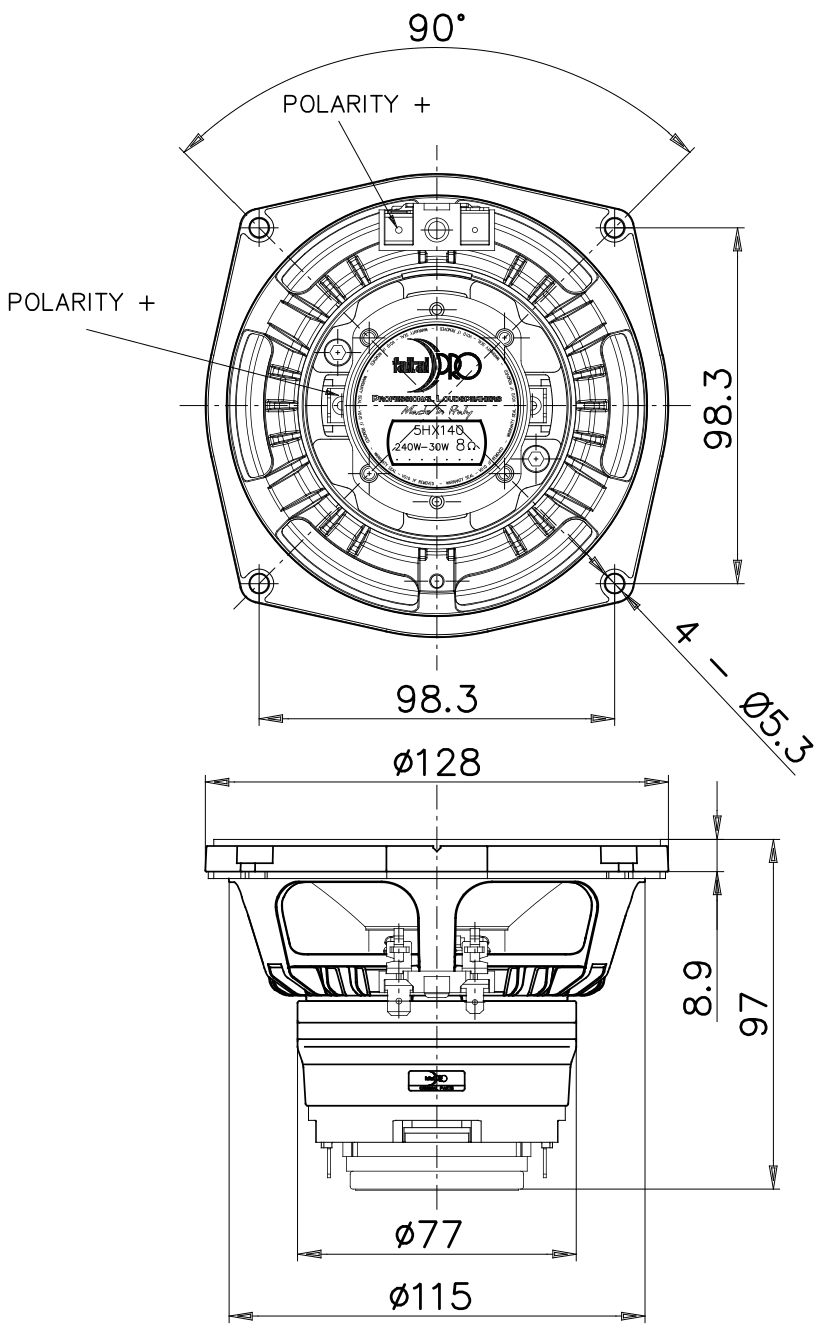 90°
POLARITY +
POLARITY +
faital PRO
PROFESSIONAL LOUDSPEAKERS
Made in Italy
5HX140
240W-30W 8Ω
98.3
98.3
4 - Ø5.3
Ø128
8.9
97
PRO
Ø77
Ø115